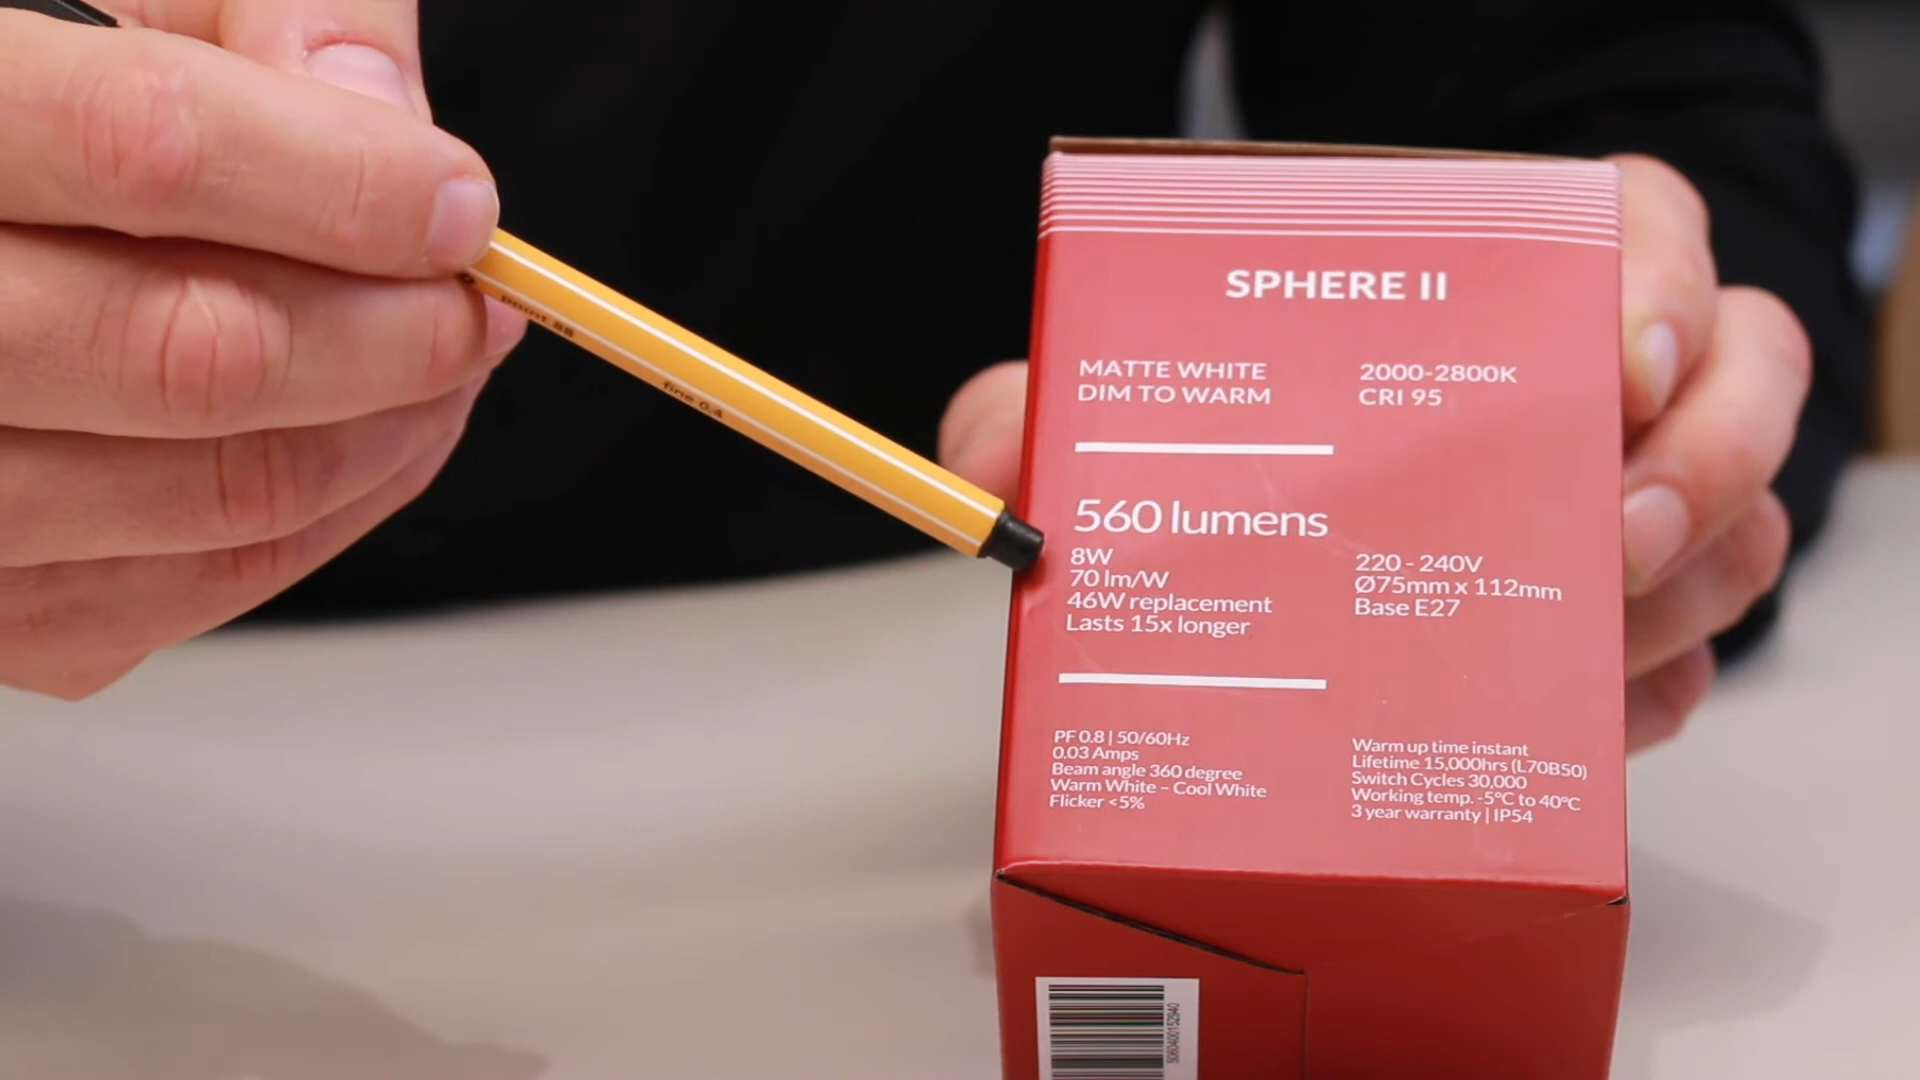 point 88
fine 0.4
SPHERE II
MATTE WHITE
DIM TO WARM
2000-2800K
CRI 95
560 lumens
8W
70 lm/W
46W replacement
Lasts 15x longer
220 - 240V
Ø75mm x 112mm
Base E27
PF 0.8 | 50/60Hz
0.03 Amps
Beam angle 360 degree
Warm White – Cool White
Flicker <5%
Warm up time instant
Lifetime 15,000hrs (L70B50)
Switch Cycles 30,000
Working temp. -5°C to 40°C
3 year warranty | IP54